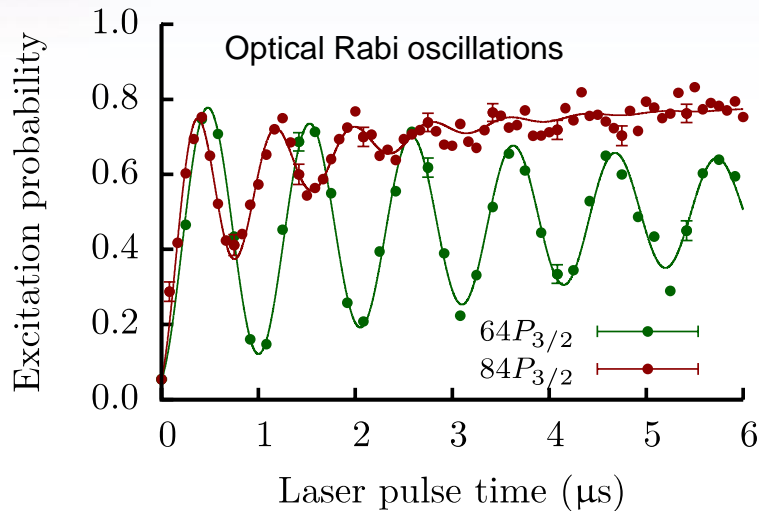 Optical Rabi oscillations
Excitation probability
1.0
0.8
0.6
0.4
0.2
0.0
64P3/2
84P3/2
0 1 2 3 4 5 6
Laser pulse time (μs)